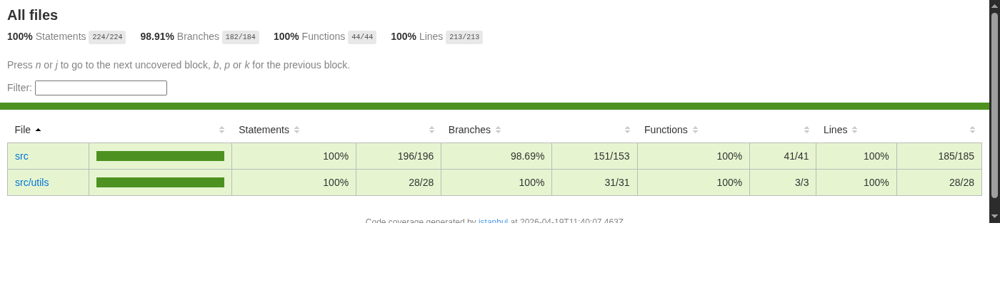 All files
100% Statements 224/224 98.91% Branches 182/184 100% Functions 44/44 100% Lines 213/213
Press n or j to go to the next uncovered block, b, p or k for the previous block.
Filter:
File Statements Branches Functions Lines
src 100% 196/196 98.69% 151/153 100% 41/41 100% 185/185
src/utils 100% 28/28 100% 31/31 100% 3/3 100% 28/28
Code coverage generated by istanbul at 2026-04-19T11:40:07.463Z